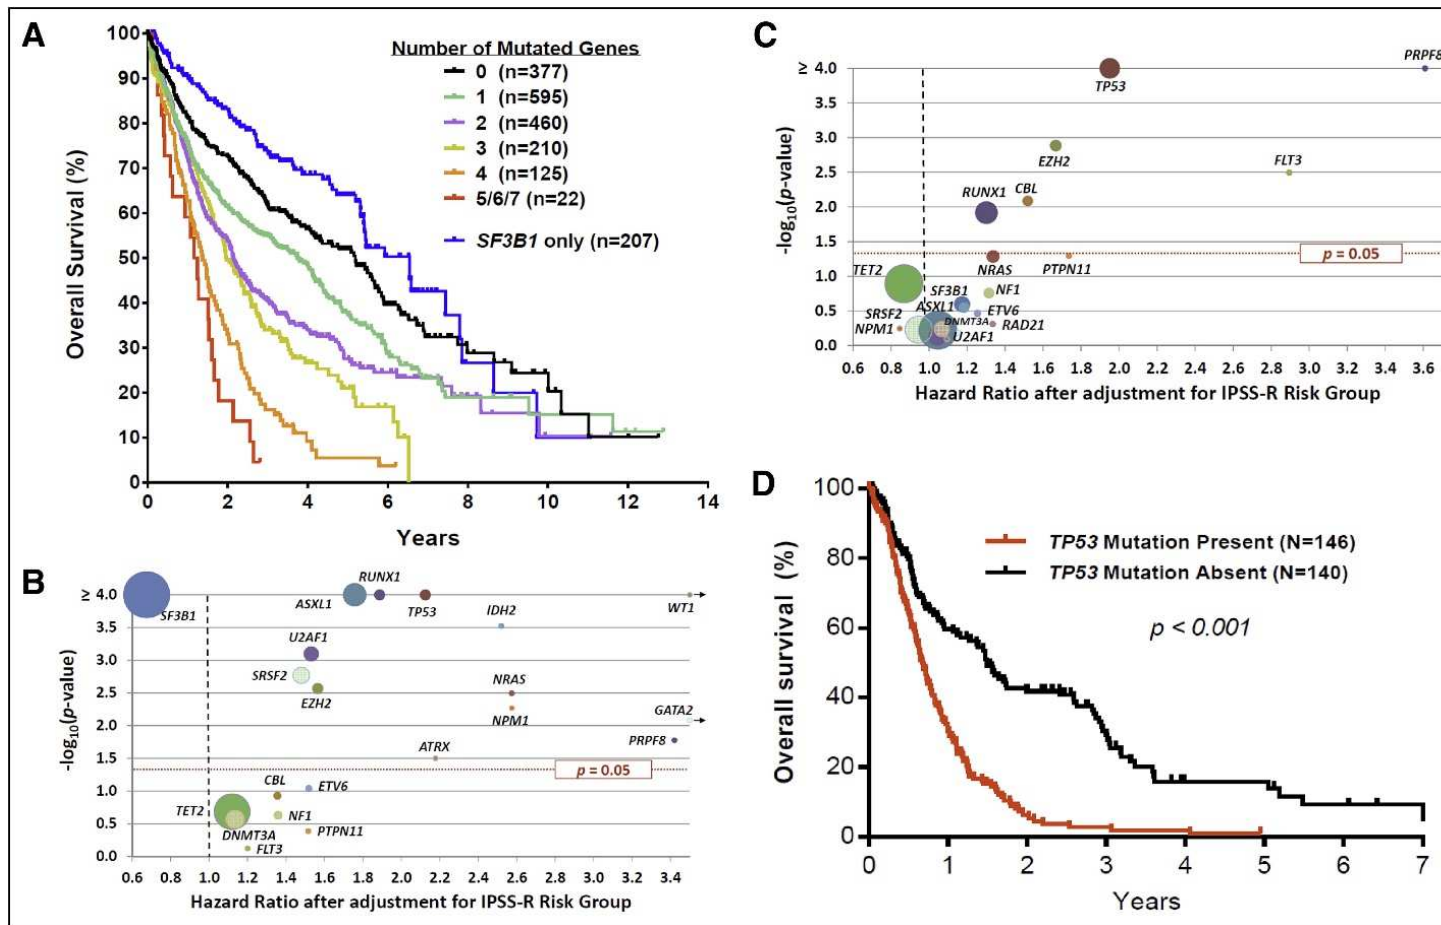 A
Number of Mutated Genes
0 (n=377)
1 (n=595)
2 (n=460)
3 (n=210)
4 (n=125)
5/6/7 (n=22)
SF3B1 only (n=207)
Overall Survival (%)
100
90
80
70
60
50
40
30
20
10
0
0 2 4 6 8 10 12 14
Years
B
-log10(p-value)
≥ 4.0
3.5
3.0
2.5
2.0
1.5
1.0
0.5
0.0
SF3B1
ASXL1
RUNX1
TP53
IDH2
WT1
U2AF1
SRSF2
EZH2
NRAS
NPM1
GATA2
PRPF8
ATRX
p = 0.05
CBL
ETV6
TET2
NF1
DNMT3A
PTPN11
FLT3
0.6 0.8 1.0 1.2 1.4 1.6 1.8 2.0 2.2 2.4 2.6 2.8 3.0 3.2 3.4
Hazard Ratio after adjustment for IPSS-R Risk Group
C
-log10(p-value)
≥ 4.0
3.5
3.0
2.5
2.0
1.5
1.0
0.5
0.0
TP53
PRPF8
EZH2
FLT3
RUNX1
CBL
p = 0.05
TET2
NRAS
PTPN11
SF3B1
NF1
SRSF2
ASXL1
ETV6
NPM1
DNMT3A
RAD21
U2AF1
0.6 0.8 1.0 1.2 1.4 1.6 1.8 2.0 2.2 2.4 2.6 2.8 3.0 3.2 3.4 3.6
Hazard Ratio after adjustment for IPSS-R Risk Group
D
Overall survival (%)
100
80
60
40
20
0
TP53 Mutation Present (N=146)
TP53 Mutation Absent (N=140)
p < 0.001
0 1 2 3 4 5 6 7
Years